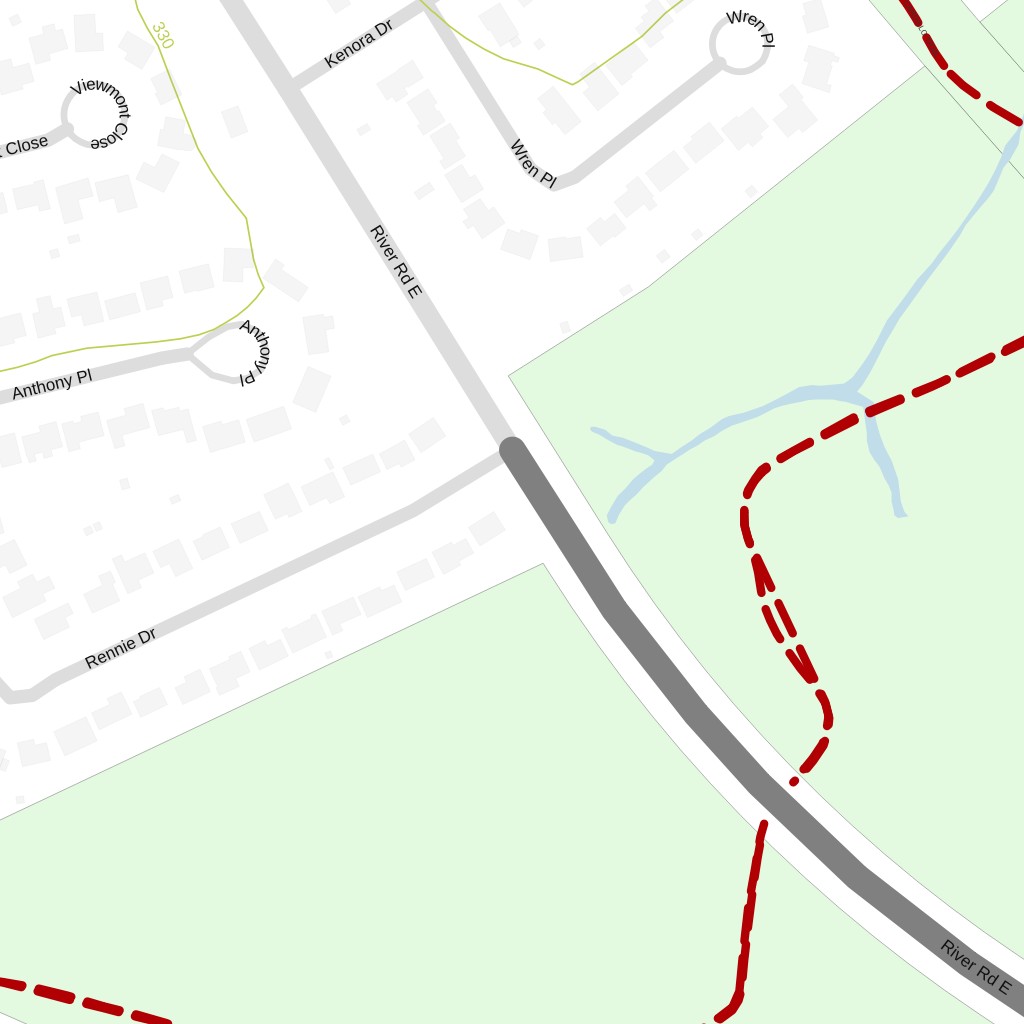 Wren Pl
330
Kenora Dr
Viewmont Close
Close
Wren Pl
River Rd E
Anthony Pl
Anthony Pl
Rennie Dr
River Rd E